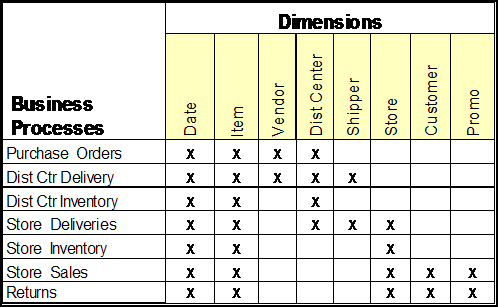 Dimensions
Business
Processes
Date
Item
Vendor
Dist Center
Shipper
Store
Customer
Promo
Purchase Orders X X X X
Dist Ctr Delivery X X X X X
Dist Ctr Inventory X X X
Store Deliveries X X X X X
Store Inventory X X X
Store Sales X X X X X
Returns X X X X X